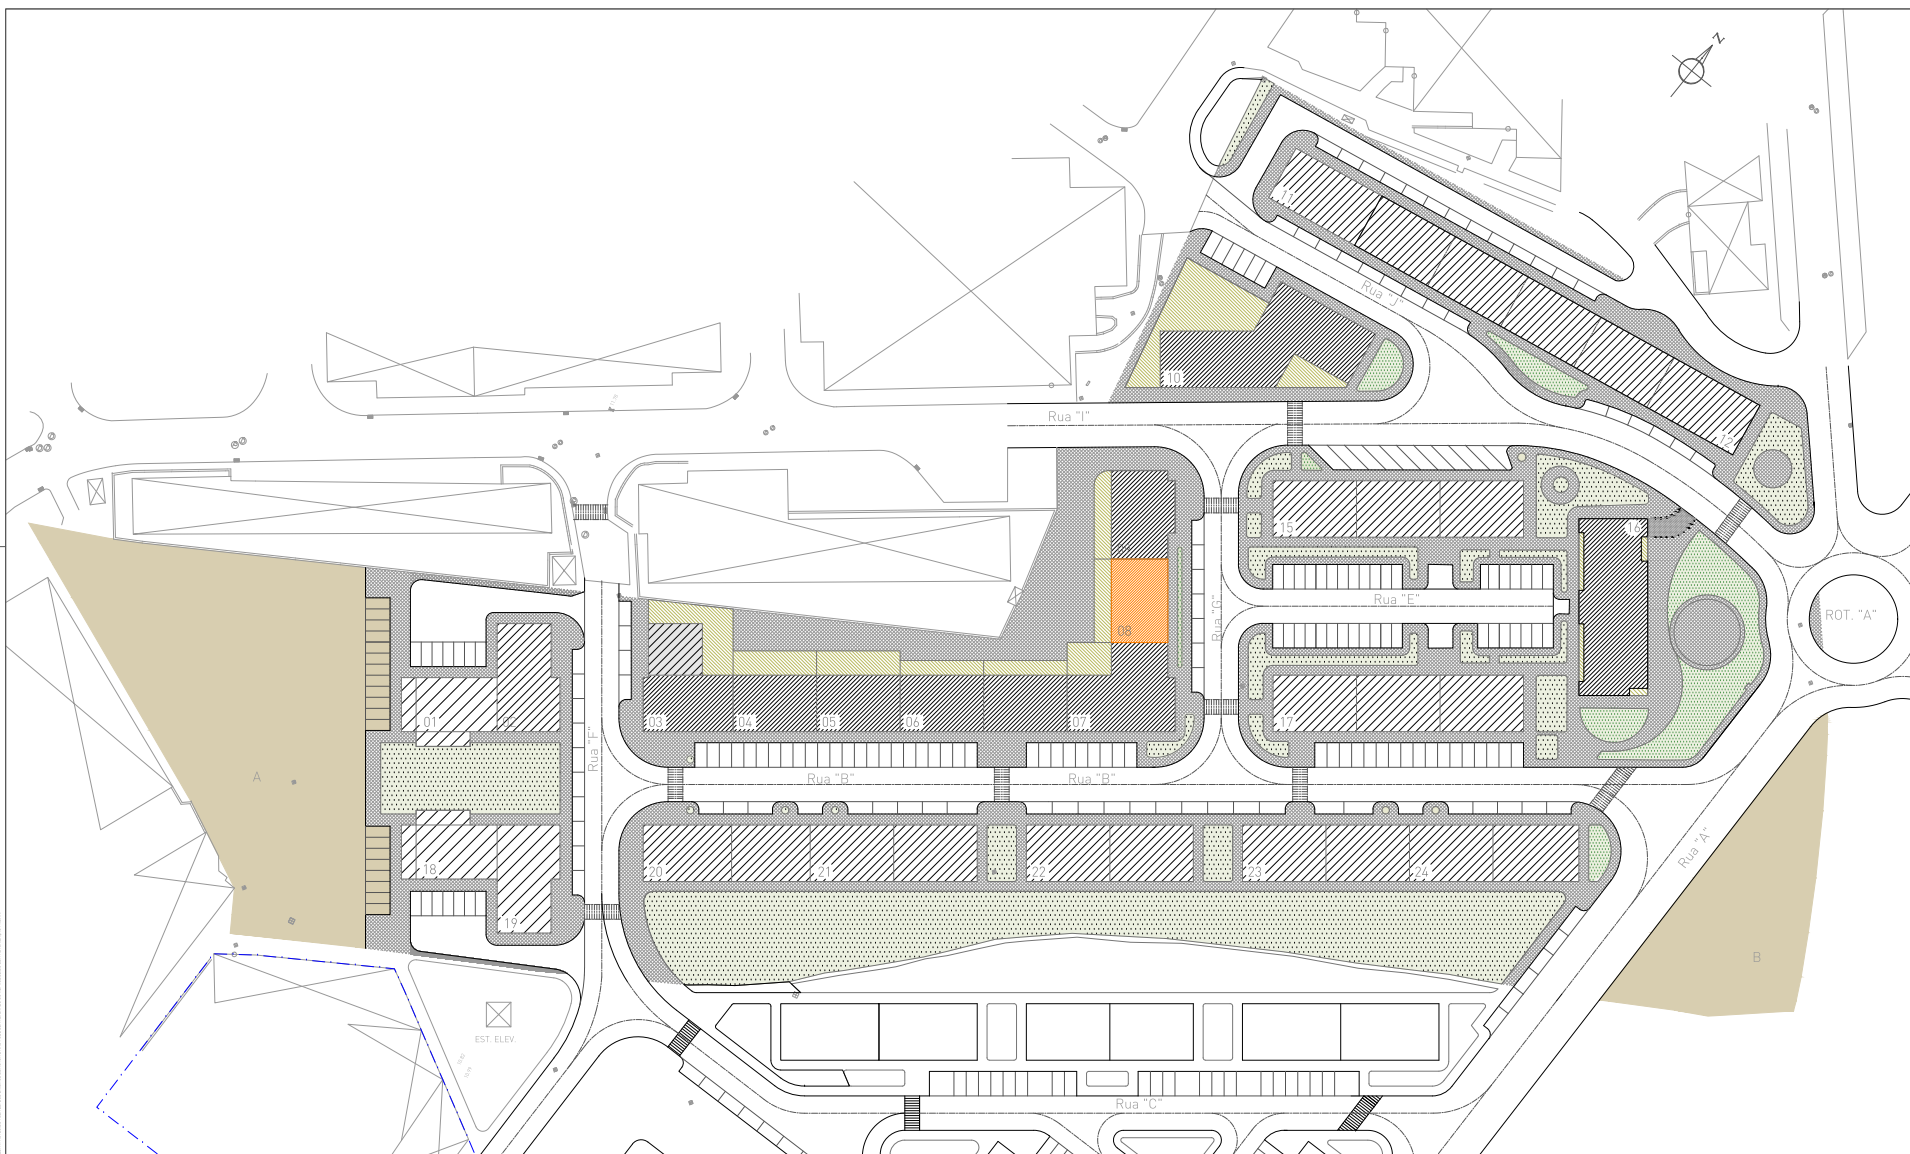 N
11
Rua "J"
10
Rua "I"
12
15
16
Rua "E"
Rua "G"
08
ROT. "A"
01
02
03
04
05
06
07
17
Rua "F"
A
Rua "B"
Rua "B"
18
19
20
21
22
23
24
Rua "A"
B
EST. ELEV.
Rua "C"